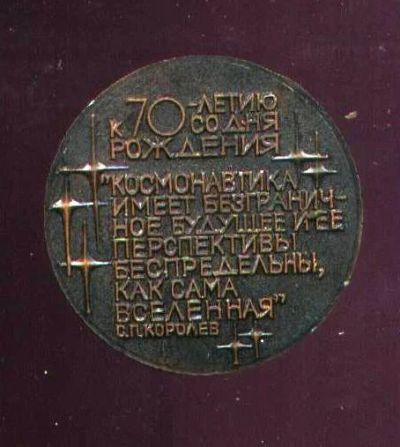 К 70-ЛЕТИЮ
СО ДНЯ
РОЖДЕНИЯ
"КОСМОНАВТИКА
ИМЕЕТ БЕЗГРАНИЧ-
НОЕ БУДУЩЕЕ И ЕЕ
ПЕРСПЕКТИВЫ
БЕСПРЕДЕЛЬНЫ,
КАК САМА
ВСЕЛЕННАЯ"
С.П.КОРОЛЕВ